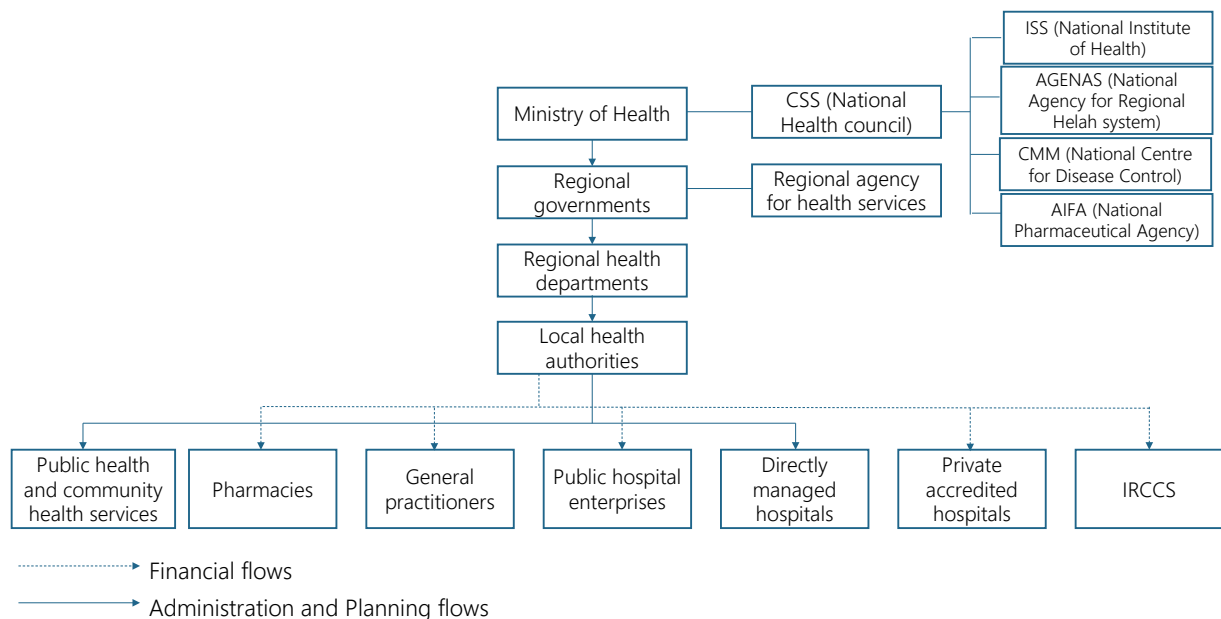 ISS (National Institute
of Health)
AGENAS (National
Agency for Regional
Helah system)
CMM (National Centre
for Disease Control)
AIFA (National
Pharmaceutical Agency)
Ministry of Health
CSS (National
Health council)
Regional
governments
Regional agency
for health services
Regional health
departments
Local health
authorities
Public health
and community
health services
Pharmacies
General
practitioners
Public hospital
enterprises
Directly
managed
hospitals
Private
accredited
hospitals
IRCCS
Financial flows
Administration and Planning flows